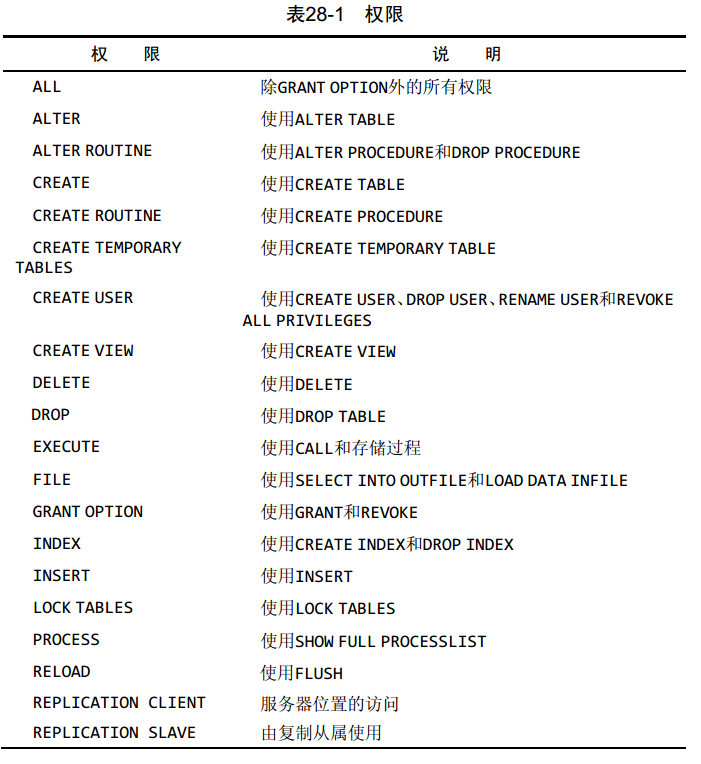 表28-1 权限
权 限 说 明
ALL 除GRANT OPTION外的所有权限
ALTER 使用ALTER TABLE
ALTER ROUTINE 使用ALTER PROCEDURE和DROP PROCEDURE
CREATE 使用CREATE TABLE
CREATE ROUTINE 使用CREATE PROCEDURE
CREATE TEMPORARY 使用CREATE TEMPORARY TABLE
TABLES
CREATE USER 使用CREATE USER、DROP USER、RENAME USER和REVOKE
ALL PRIVILEGES
CREATE VIEW 使用CREATE VIEW
DELETE 使用DELETE
DROP 使用DROP TABLE
EXECUTE 使用CALL和存储过程
FILE 使用SELECT INTO OUTFILE和LOAD DATA INFILE
GRANT OPTION 使用GRANT和REVOKE
INDEX 使用CREATE INDEX和DROP INDEX
INSERT 使用INSERT
LOCK TABLES 使用LOCK TABLES
PROCESS 使用SHOW FULL PROCESSLIST
RELOAD 使用FLUSH
REPLICATION CLIENT 服务器位置的访问
REPLICATION SLAVE 由复制从属使用